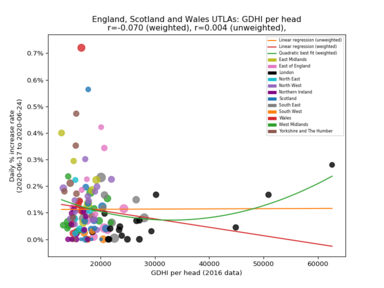 England, Scotland and Wales UTLAs: GDHI per head
r=-0.070 (weighted), r=0.004 (unweighted),
Linear regression (unweighted)
Linear regression (weighted)
Quadratic best fit (weighted)
East Midlands
East of England
London
North East
North West
Northern Ireland
Scotland
South East
South West
Wales
West Midlands
Yorkshire and The Humber
Daily % increase rate
(2020-06-17 to 2020-06-24)
0.7%
0.6%
0.5%
0.4%
0.3%
0.2%
0.1%
0.0%
20000
30000
40000
50000
60000
GDHI per head (2016 data)